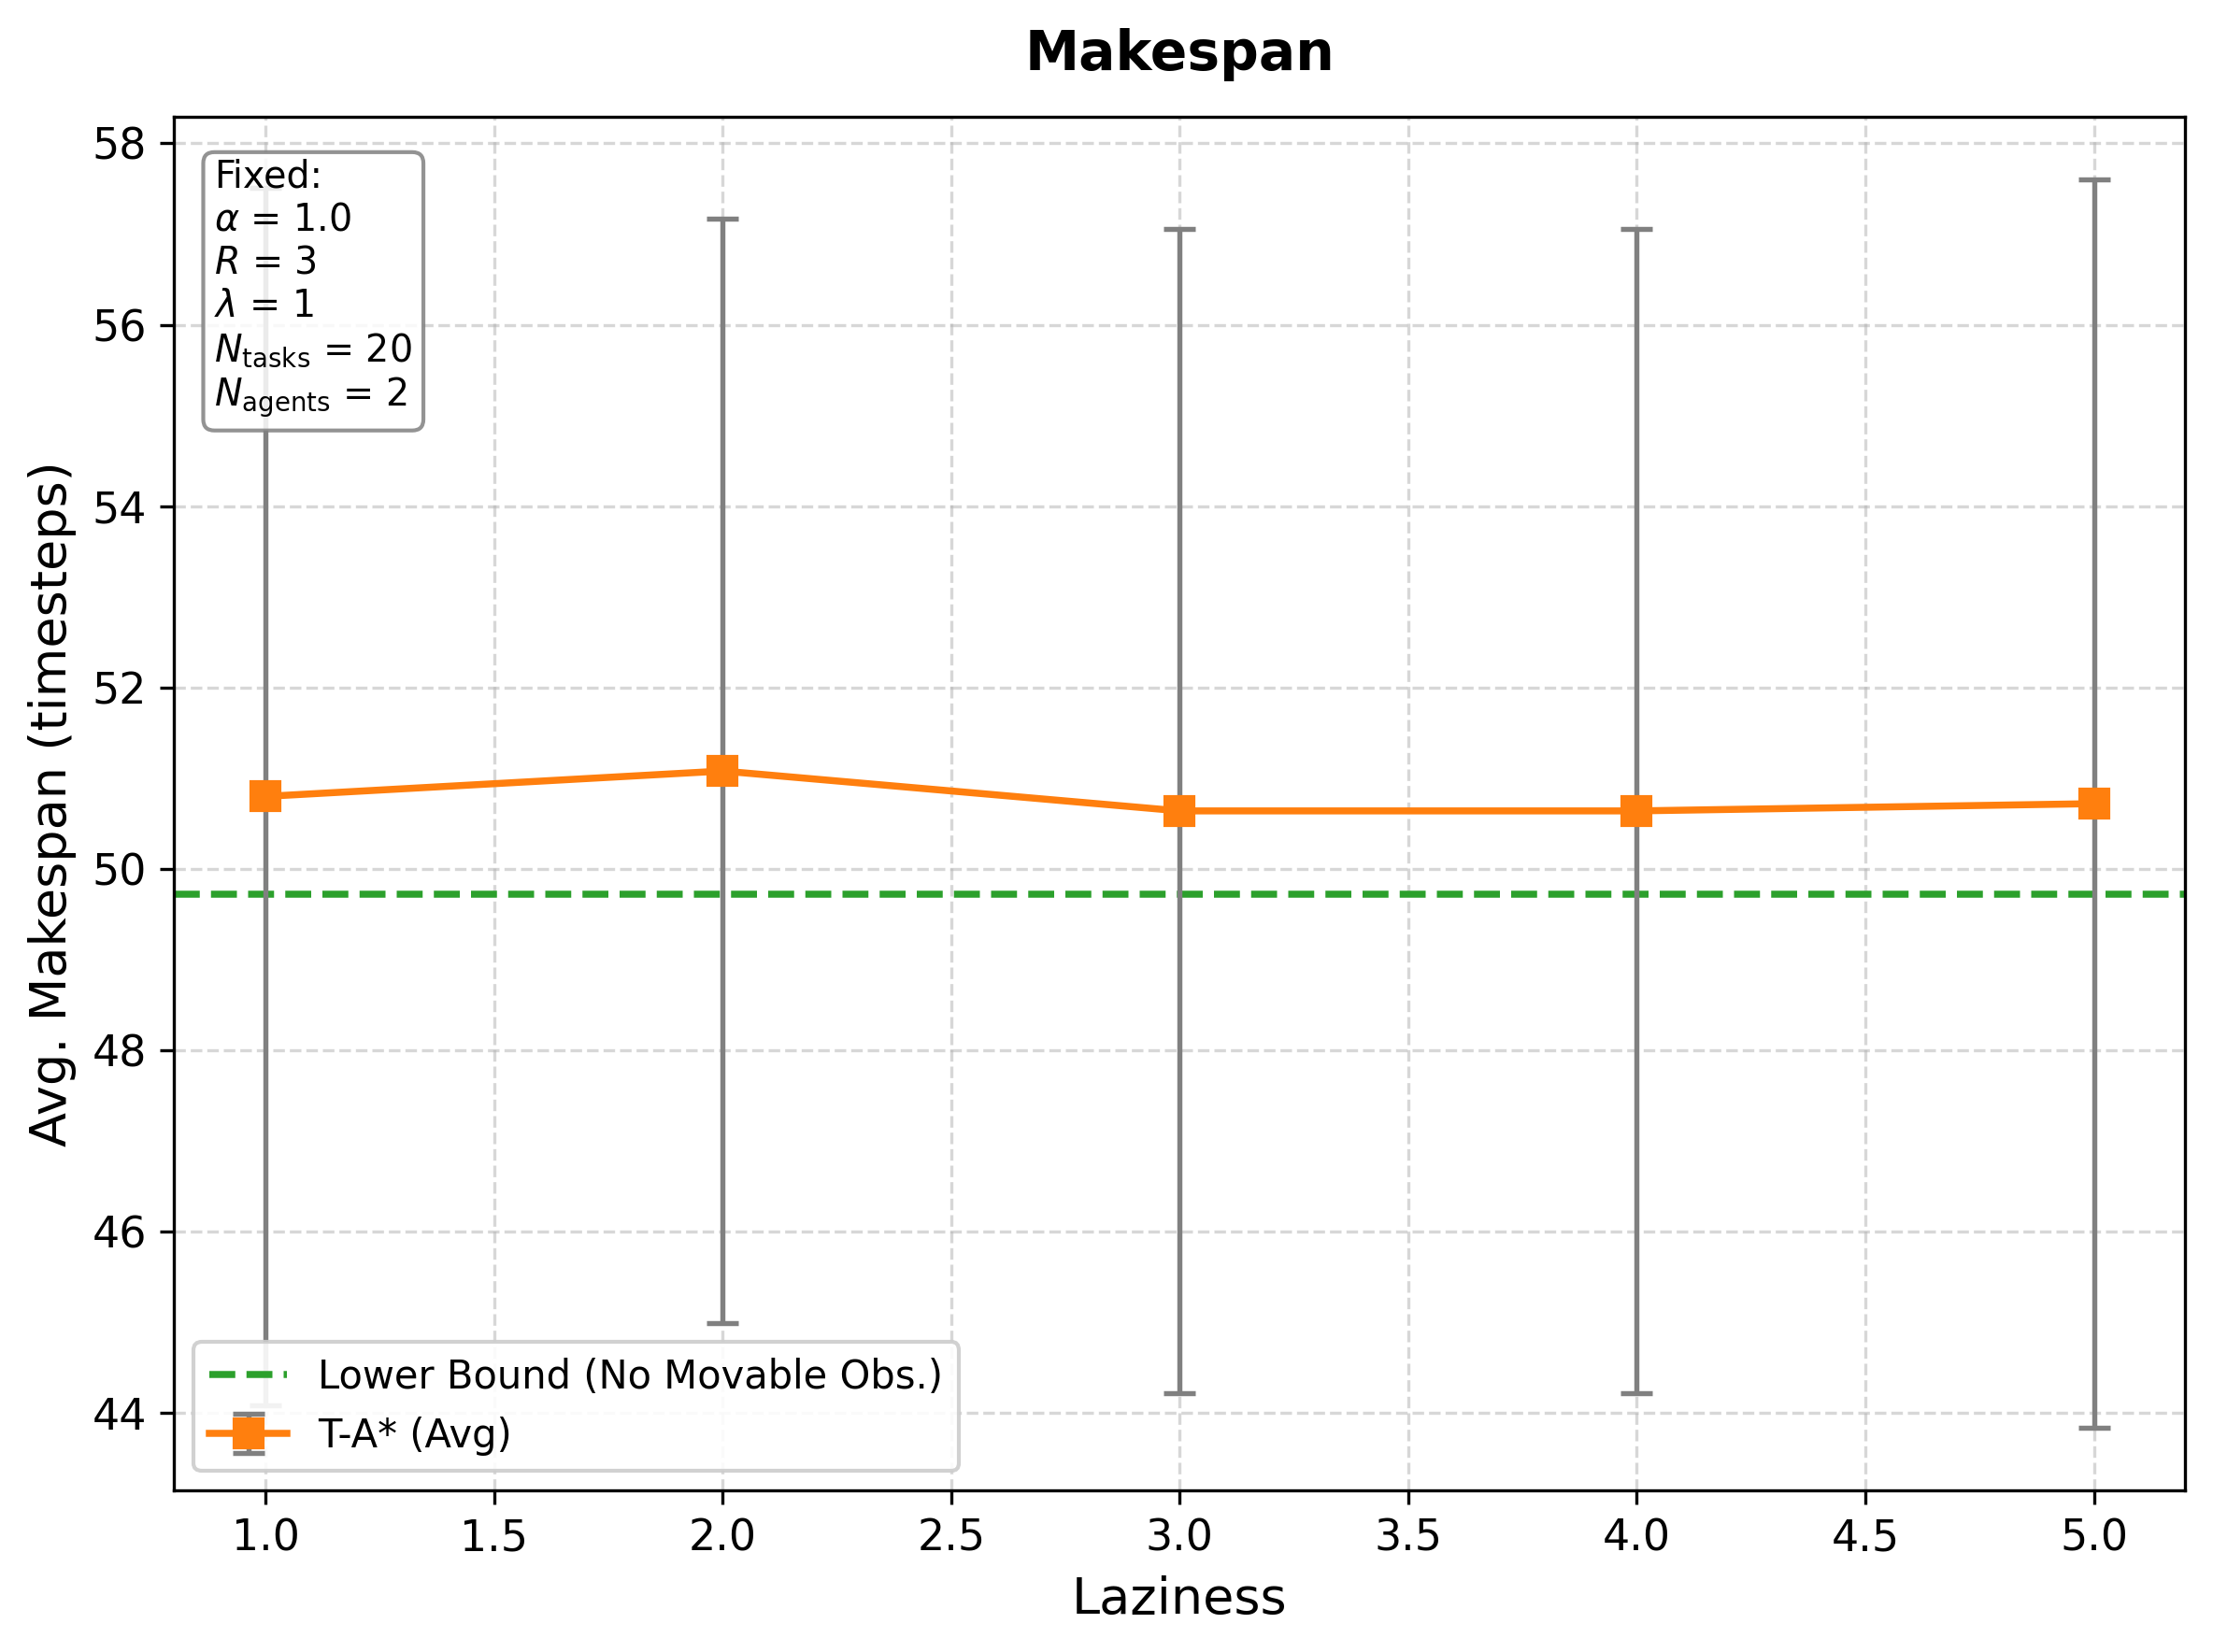 Makespan
58
56
54
52
50
48
46
44
Avg. Makespan (timesteps)
Fixed:
α = 1.0
R = 3
λ = 1
N_tasks = 20
N_agents = 2
Lower Bound (No Movable Obs.)
T-A* (Avg)
1.0 1.5 2.0 2.5 3.0 3.5 4.0 4.5 5.0
Laziness